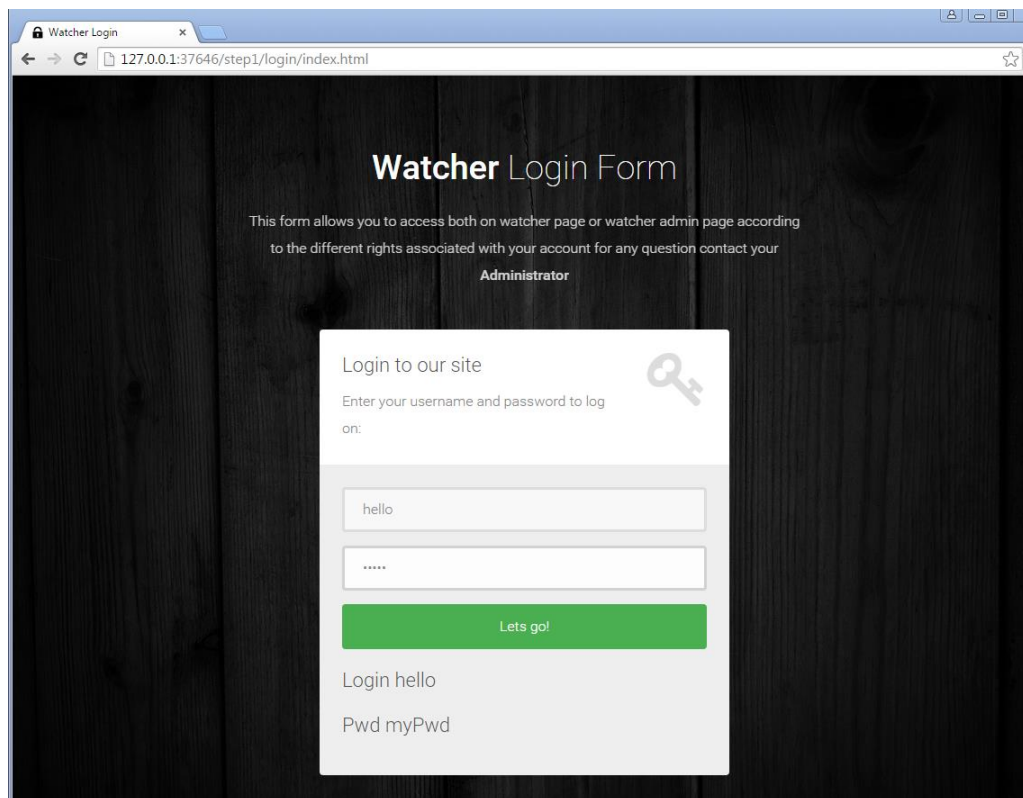 Watcher Login
127.0.0.1:37646/step1/login/index.html
Watcher Login Form
This form allows you to access both on watcher page or watcher admin page according
to the different rights associated with your account for any question contact your
Administrator
Login to our site
Enter your username and password to log
on:
hello
•••••
Lets go!
Login hello
Pwd myPwd